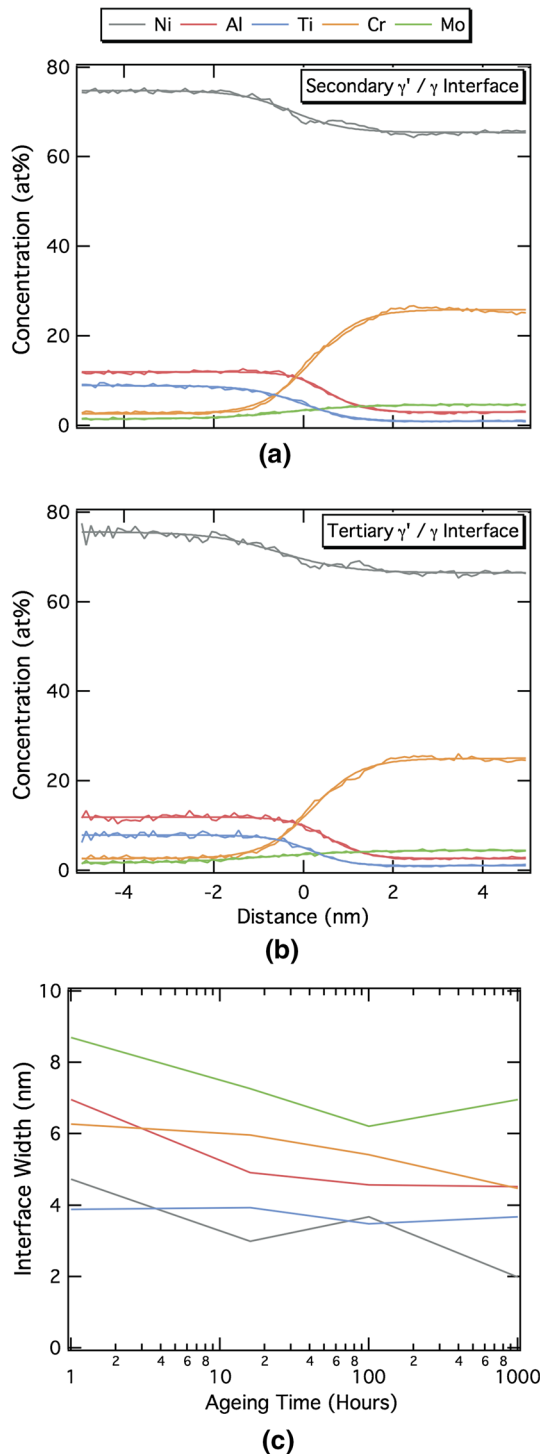 Ni Al Ti Cr Mo
80
60
40
20
0
Concentration (at%)
Secondary γ' / γ Interface
(a)
80
60
40
20
0
Concentration (at%)
Tertiary γ' / γ Interface
-4 -2 0 2 4
Distance (nm)
(b)
10
8
6
4
2
0
Interface Width (nm)
1 2 4 6 8 10 2 4 6 8 100 2 4 6 8 1000
Ageing Time (Hours)
(c)